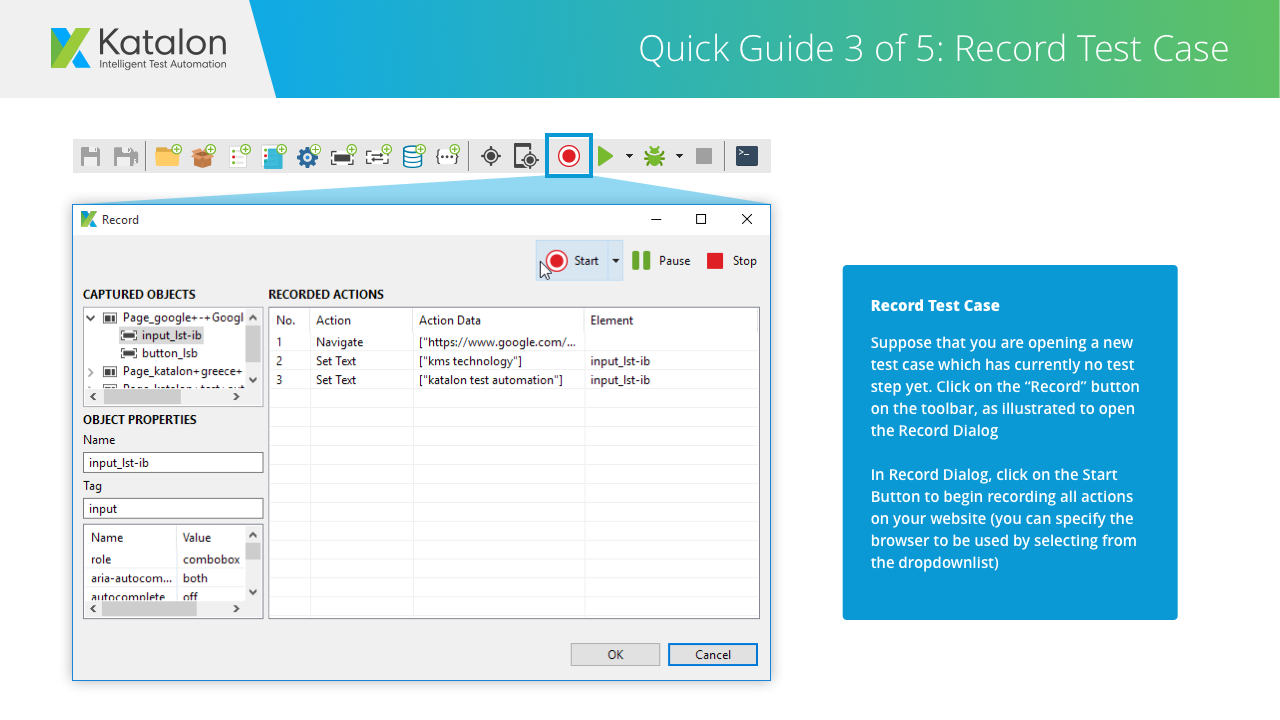 Katalon
Intelligent Test Automation
Quick Guide 3 of 5: Record Test Case
Record
Start
Pause
Stop
CAPTURED OBJECTS
Page_google+-+Googl
input_lst-ib
button_lsb
Page_katalon+greece+
OBJECT PROPERTIES
Name
input_lst-ib
Tag
input
Name Value
role combobox
aria-autocom... both
autocomplete off
RECORDED ACTIONS
No. Action Action Data Element
1 Navigate ["https://www.google.com/...
2 Set Text ["kms technology"] input_lst-ib
3 Set Text ["katalon test automation"] input_lst-ib
OK
Cancel
Record Test Case
Suppose that you are opening a new
test case which has currently no test
step yet. Click on the “Record” button
on the toolbar, as illustrated to open
the Record Dialog
In Record Dialog, click on the Start
Button to begin recording all actions
on your website (you can specify the
browser to be used by selecting from
the dropdownlist)